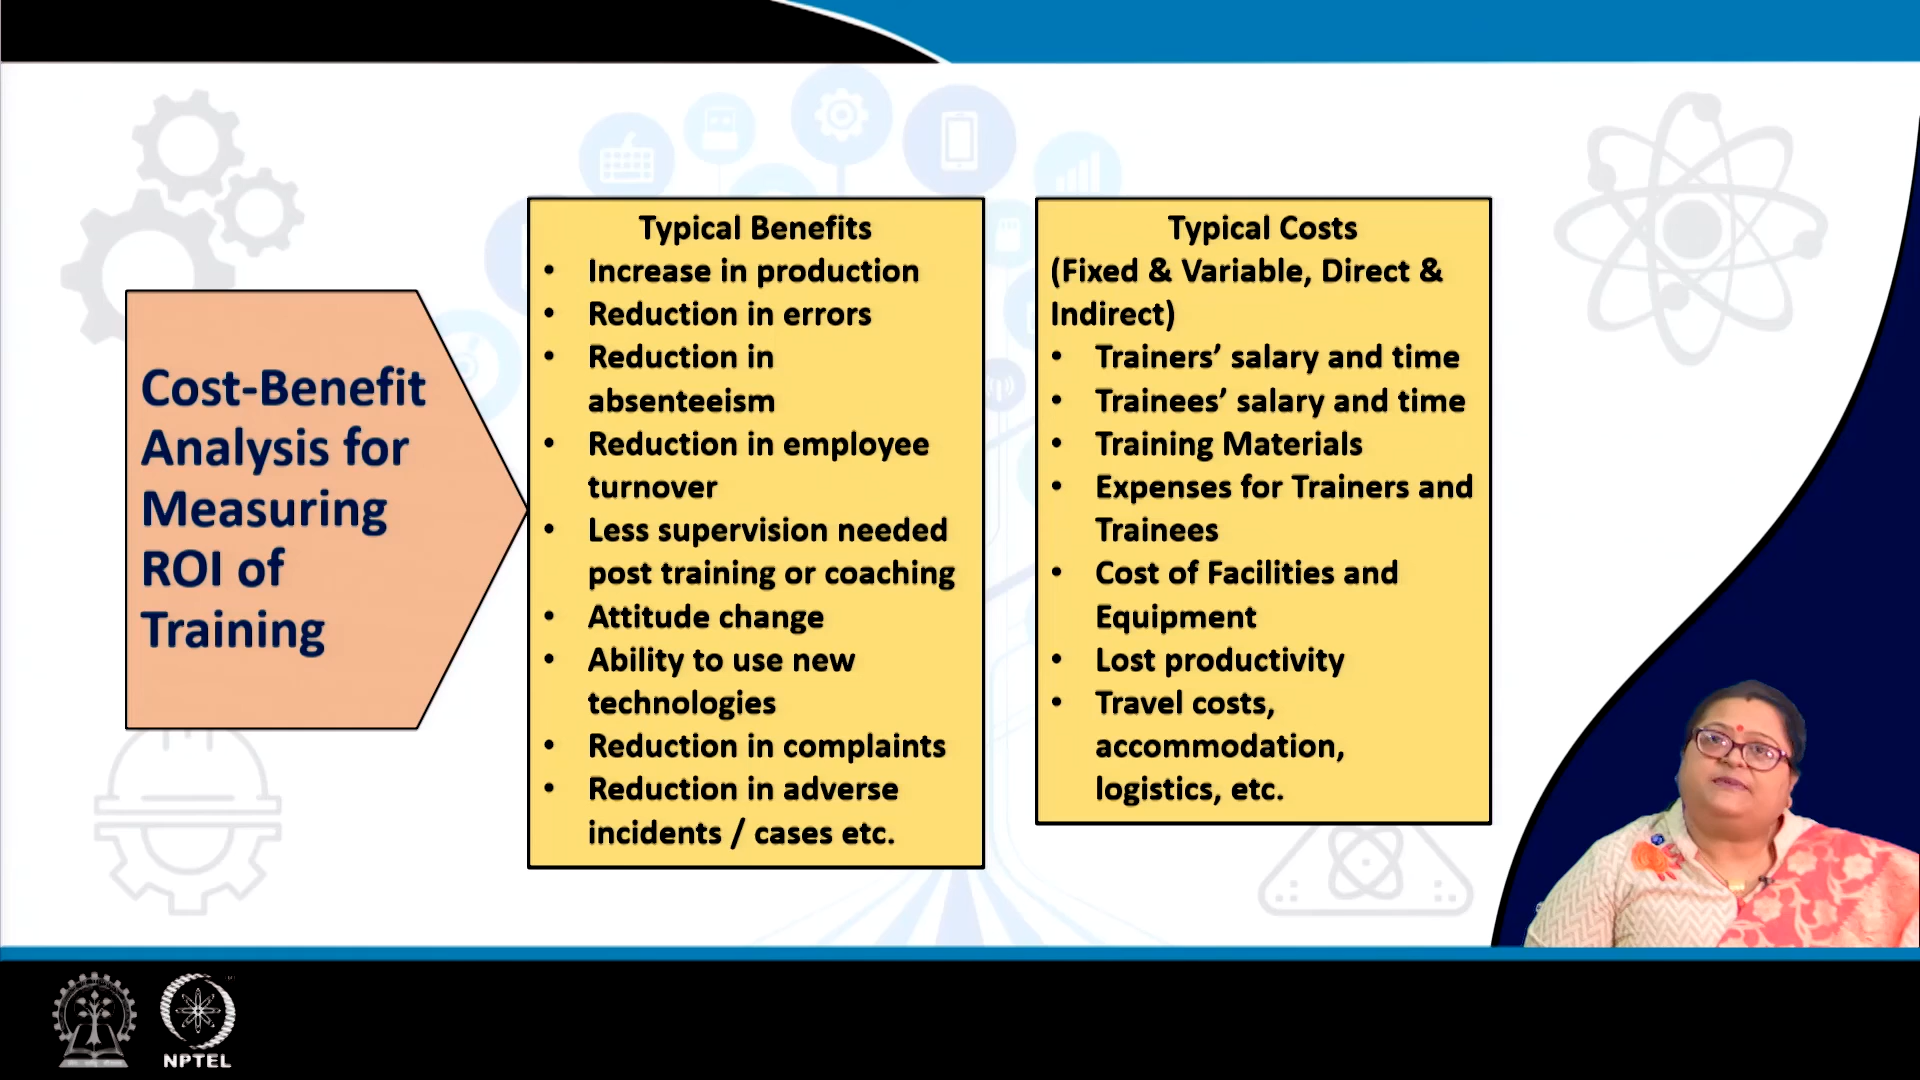 Cost-Benefit
Analysis for
Measuring
ROI of
Training
Typical Benefits
• Increase in production
• Reduction in errors
• Reduction in
absenteeism
• Reduction in employee
turnover
• Less supervision needed
post training or coaching
• Attitude change
• Ability to use new
technologies
• Reduction in complaints
• Reduction in adverse
incidents / cases etc.
Typical Costs
(Fixed & Variable, Direct &
Indirect)
• Trainers’ salary and time
• Trainees’ salary and time
• Training Materials
• Expenses for Trainers and
Trainees
• Cost of Facilities and
Equipment
• Lost productivity
• Travel costs,
accommodation,
logistics, etc.
NPTEL